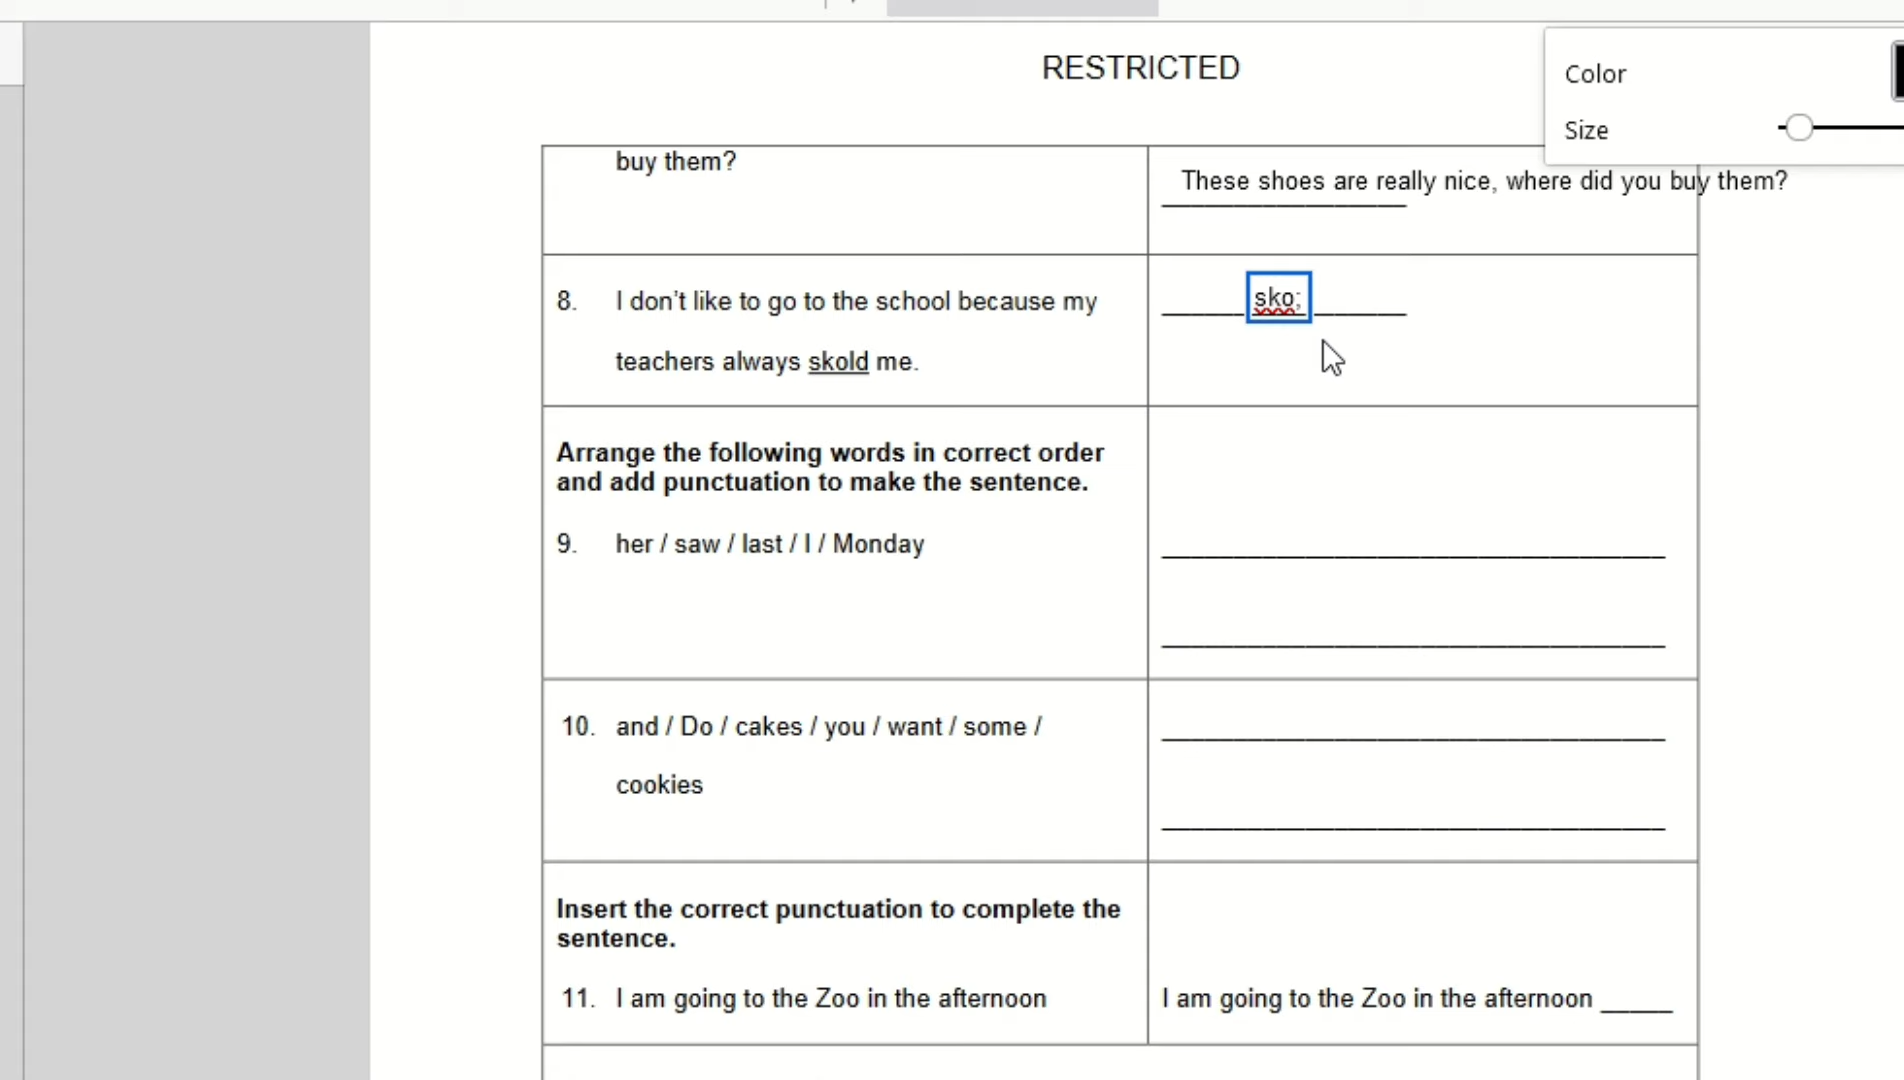 RESTRICTED
Color
Size
buy them?
These shoes are really nice, where did you buy them?
________________
8. I don't like to go to the school because my
sko;
teachers always skold me.
Arrange the following words in correct order
and add punctuation to make the sentence.
9. her / saw / last / I / Monday
10. and / Do / cakes / you / want / some /
cookies
Insert the correct punctuation to complete the
sentence.
11. I am going to the Zoo in the afternoon
I am going to the Zoo in the afternoon _____